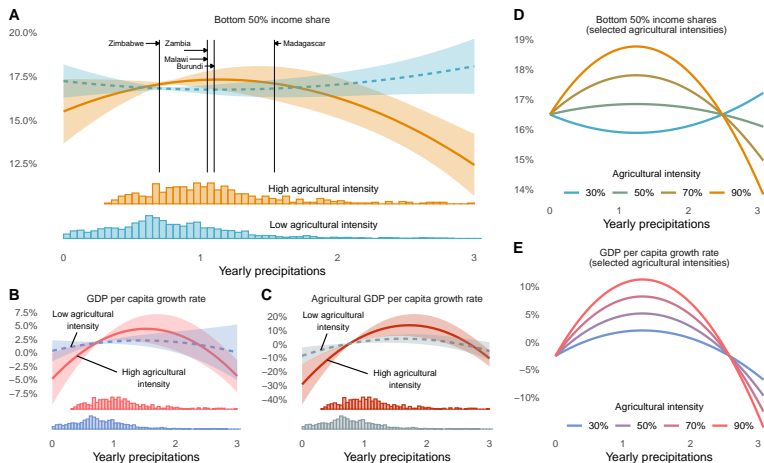 A
Bottom 50% income share
20.0%
17.5%
15.0%
12.5%
Zimbabwe
Zambia
Malawi
Burundi
Madagascar
High agricultural intensity
Low agricultural intensity
0
1
2
3
Yearly precipitations
B
GDP per capita growth rate
7.5%
5.0%
2.5%
0.0%
−2.5%
−5.0%
−7.5%
Low agricultural
intensity
High agricultural
intensity
0
1
2
3
Yearly precipitations
C
Agricultural GDP per capita growth rate
20%
10%
0%
−10%
−20%
−30%
−40%
Low agricultural
intensity
High agricultural
intensity
0
1
2
3
Yearly precipitations
D
Bottom 50% income shares
(selected agricultural intensities)
19%
18%
17%
16%
15%
14%
Agricultural intensity
30% 50% 70% 90%
0
1
2
3
Yearly precipitations
E
GDP per capita growth rate
(selected agricultural intensities)
10%
5%
0%
−5%
−10%
Agricultural intensity
30% 50% 70% 90%
0
1
2
3
Yearly precipitations